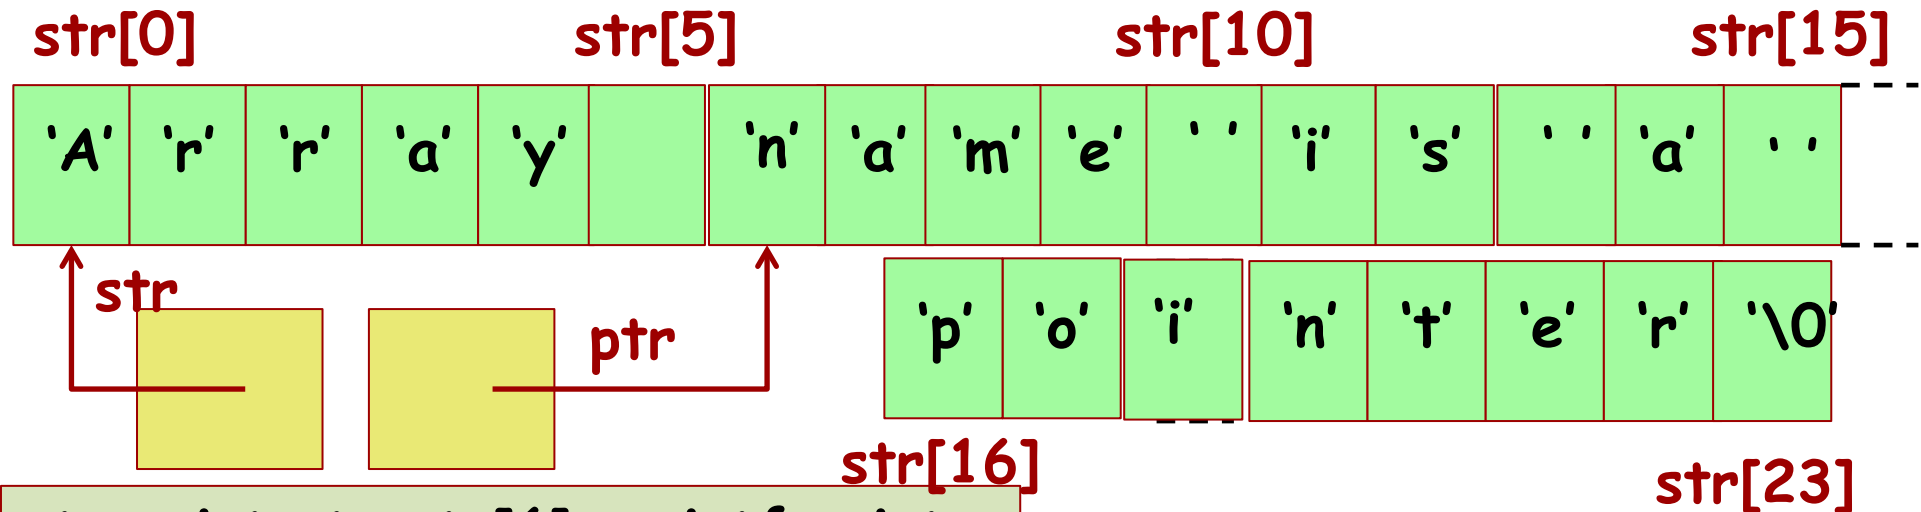 str[0] str[5] str[10] str[15]
'A' 'r' 'r' 'a' 'y' 'n' 'a' 'm' 'e' ' ' 'i' 's' ' ' 'a' ' '
str
ptr
'p' 'o' 'i' 'n' 't' 'e' 'r' '\0'
str[16] str[23]